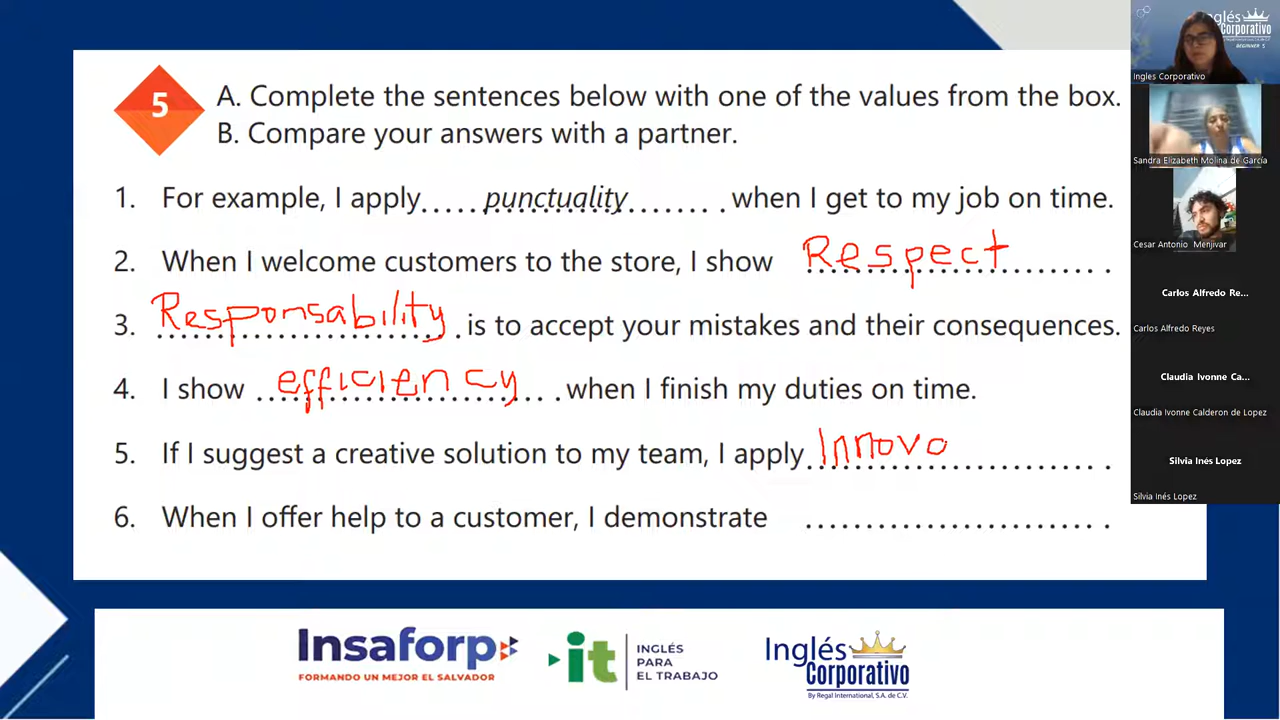 5
A. Complete the sentences below with one of the values from the box.
B. Compare your answers with a partner.
1. For example, I apply ..... punctuality ........ when I get to my job on time.
2. When I welcome customers to the store, I show Respect
3. Responsability is to accept your mistakes and their consequences.
4. I show efficiency when I finish my duties on time.
5. If I suggest a creative solution to my team, I apply Innovo
6. When I offer help to a customer, I demonstrate ........................
Insaforp
FORMANDO UN MEJOR EL SALVADOR
it
INGLÉS
PARA
EL TRABAJO
Inglés
Corporativo
By Regal International, S.A. de C.V.
Inglés
Corporativo
BEGINNER 5
Ingles Corporativo
Sandra Elizabeth Molina de García
Cesar Antonio Menjivar
Carlos Alfredo Re...
Carlos Alfredo Reyes
Claudia Ivonne Ca...
Claudia Ivonne Calderon de Lopez
Silvia Inés Lopez
Silvia Inés Lopez